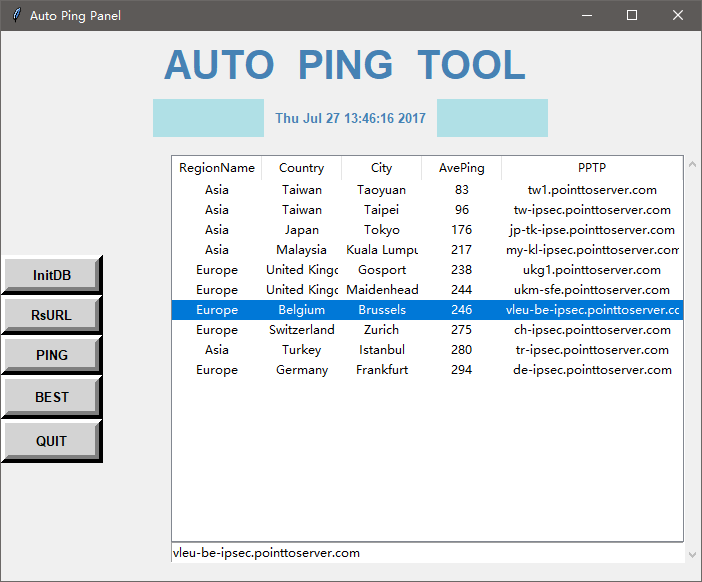 Auto Ping Panel
AUTO PING TOOL
Thu Jul 27 13:46:16 2017
RegionName Country City AvePing PPTP
Asia Taiwan Taoyuan 83 tw1.pointtoserver.com
Asia Taiwan Taipei 96 tw-ipsec.pointtoserver.com
Asia Japan Tokyo 176 jp-tk-ipse.pointtoserver.com
Asia Malaysia Kuala Lumpu 217 my-kl-ipsec.pointtoserver.com
Europe United Kingc Gosport 238 ukg1.pointtoserver.com
Europe United Kingc Maidenhead 244 ukm-sfe.pointtoserver.com
Europe Belgium Brussels 246 vleu-be-ipsec.pointtoserver.cc
Europe Switzerland Zurich 275 ch-ipsec.pointtoserver.com
Asia Turkey Istanbul 280 tr-ipsec.pointtoserver.com
Europe Germany Frankfurt 294 de-ipsec.pointtoserver.com
InitDB
RsURL
PING
BEST
QUIT
vleu-be-ipsec.pointtoserver.com